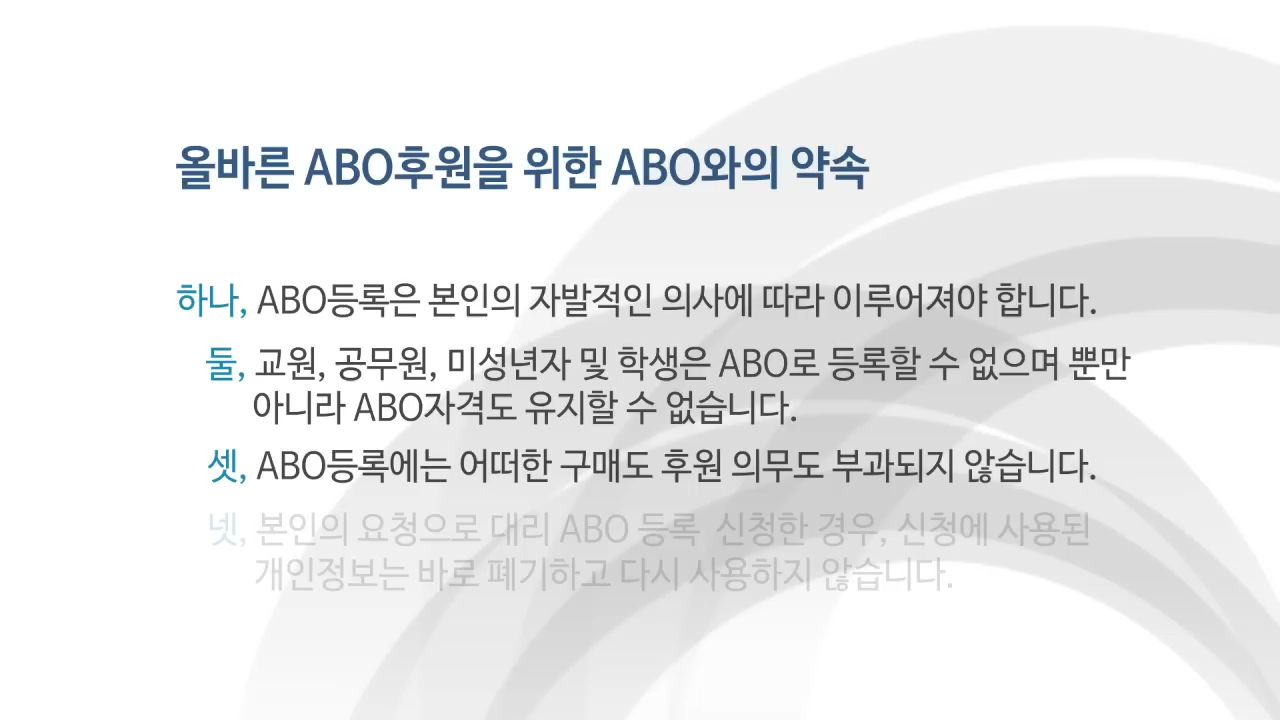 올바른 ABO후원을 위한 ABO와의 약속
하나, ABO등록은 본인의 자발적인 의사에 따라 이루어져야 합니다.
둘, 교원, 공무원, 미성년자 및 학생은 ABO로 등록할 수 없으며 뿐만
아니라 ABO자격도 유지할 수 없습니다.
셋, ABO등록에는 어떠한 구매도 후원 의무도 부과되지 않습니다.
넷, 본인의 요청으로 대리 ABO 등록 신청한 경우, 신청에 사용된
개인정보는 바로 폐기하고 다시 사용하지 않습니다.